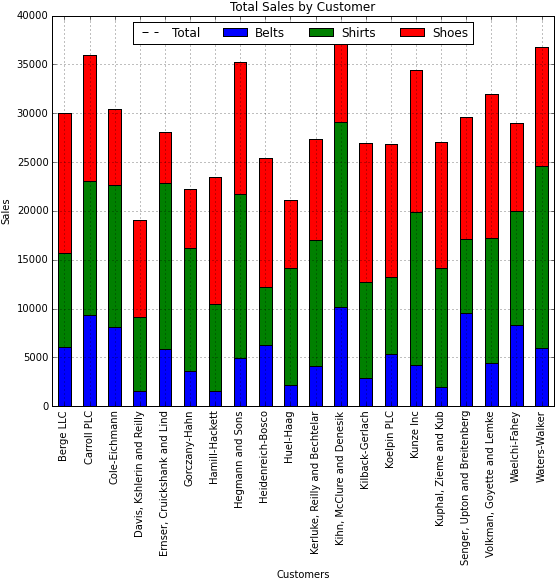 Total Sales by Customer
Total Belts Shirts Shoes
40000
35000
30000
25000
20000
15000
10000
5000
0
Sales
Berge LLC
Carroll PLC
Cole-Eichmann
Davis, Kshlerin and Reilly
Ernser, Cruickshank and Lind
Gorczany-Hahn
Hamill-Hackett
Hegmann and Sons
Heidenreich-Bosco
Huel-Haag
Kerluke, Reilly and Bechtelar
Kihn, McClure and Denesik
Kilback-Gerlach
Koelpin PLC
Kunze Inc
Kuphal, Zieme and Kub
Senger, Upton and Breitenberg
Volkman, Goyette and Lemke
Waelchi-Fahey
Waters-Walker
Customers